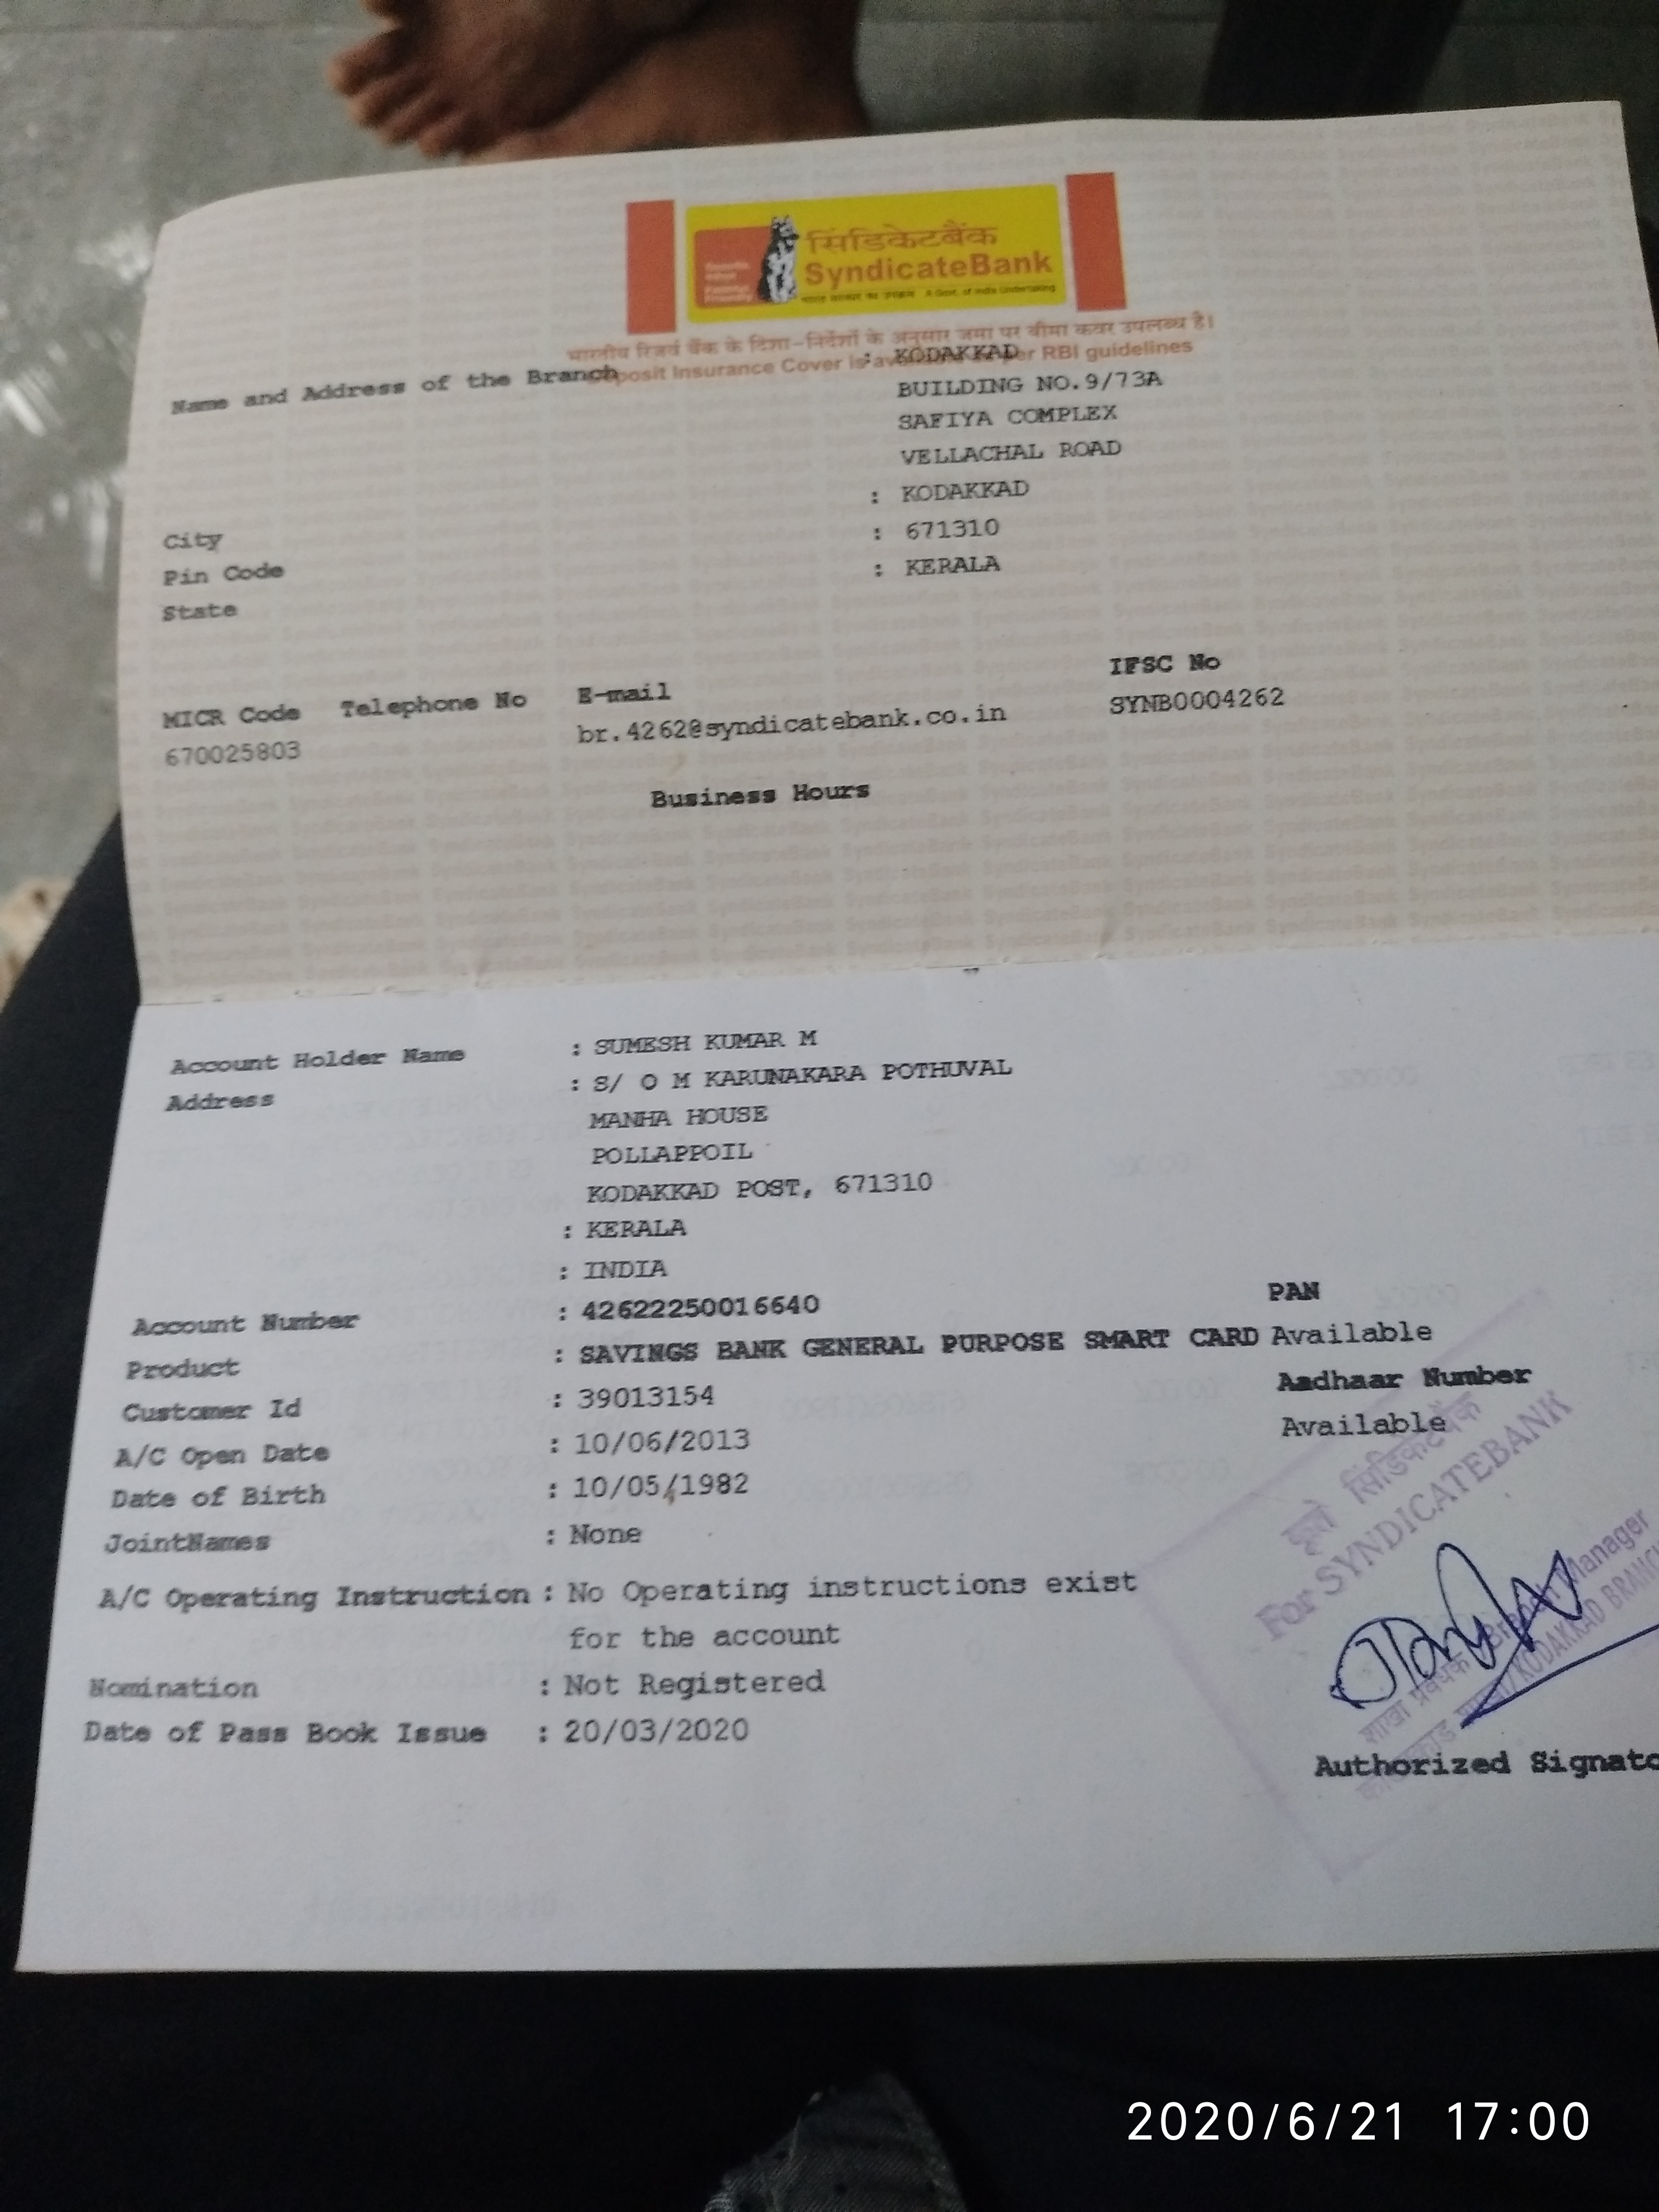 सिंडिकेटबैंक
SyndicateBank
भारत सरकार का उपक्रम A Govt. of India Undertaking
भारतीय रिजर्व बैंक के दिशा-निर्देशों के अनुसार जमा पर बीमा कवर उपलब्ध है।
Deposit Insurance Cover is available as per RBI guidelines
Name and Address of the Branch : KODAKKAD
BUILDING NO.9/73A
SAFIYA COMPLEX
VELLACHAL ROAD
City : KODAKKAD
Pin Code : 671310
State : KERALA
MICR Code Telephone No E-mail IFSC No
670025803 br.4262@syndicatebank.co.in SYNB0004262
Business Hours
Account Holder Name : SUMESH KUMAR M
Address : S/ O M KARUNAKARA POTHUVAL
MANHA HOUSE
POLLAPPOIL
KODAKKAD POST, 671310
: KERALA
: INDIA
Account Number : 42622250016640 PAN
Product : SAVINGS BANK GENERAL PURPOSE SMART CARD Available
Customer Id : 39013154 Aadhaar Number
A/C Open Date : 10/06/2013 Available
Date of Birth : 10/05/1982
JointNames : None
A/C Operating Instruction : No Operating instructions exist
for the account
Nomination : Not Registered
Date of Pass Book Issue : 20/03/2020
कृते सिंडिकेटबैंक
For SYNDICATEBANK
शाखा प्रबंधक Branch Manager
KODAKKAD BRANCH
Authorized Signato
2020/6/21 17:00